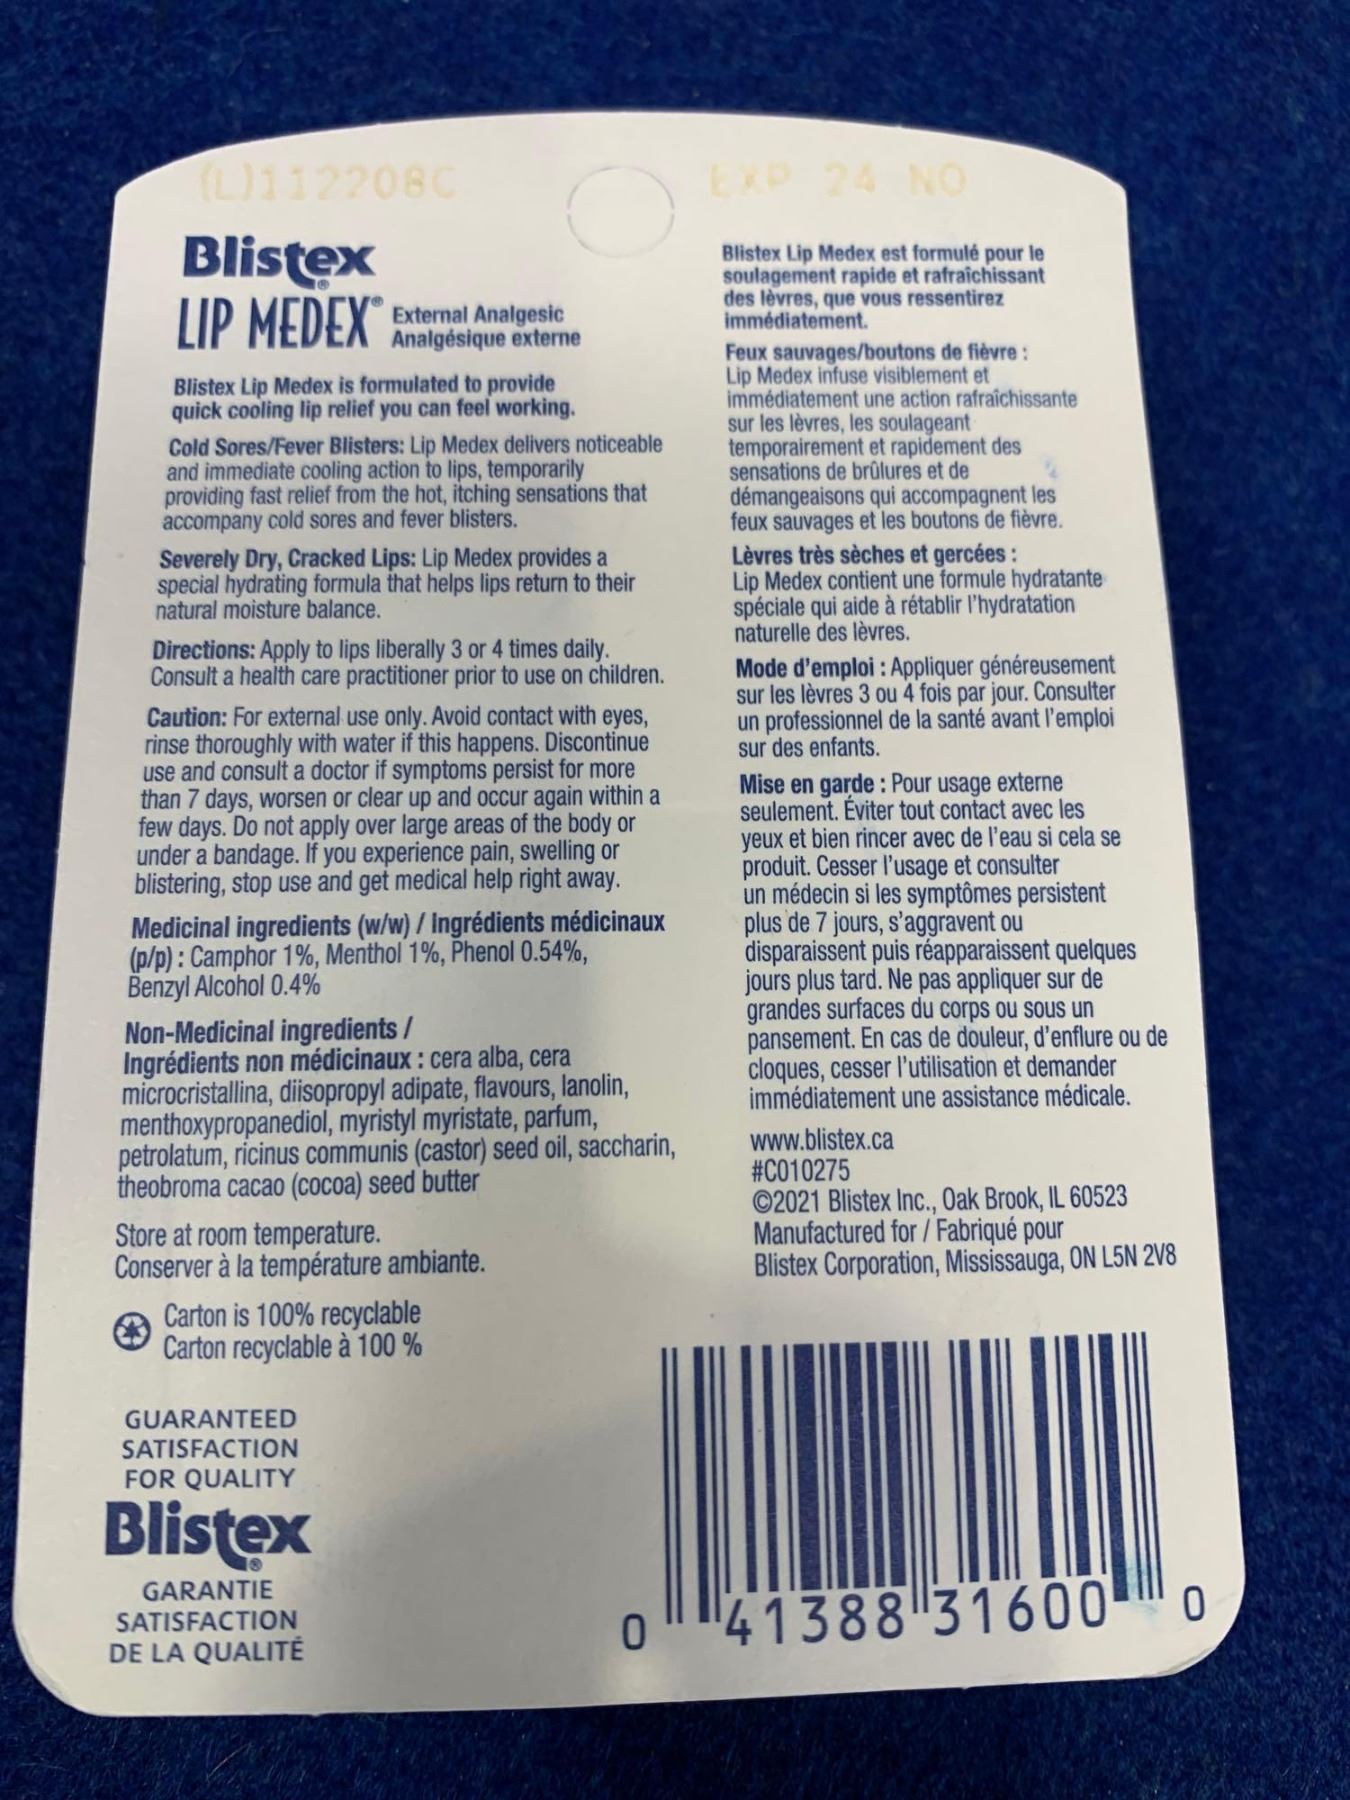 (L)112208C
EXP 24 NO
Blistex®
LIP MEDEX®
External Analgesic
Analgésique externe
Blistex Lip Medex is formulated to provide
quick cooling lip relief you can feel working.
Cold Sores/Fever Blisters: Lip Medex delivers noticeable
and immediate cooling action to lips, temporarily
providing fast relief from the hot, itching sensations that
accompany cold sores and fever blisters.
Severely Dry, Cracked Lips: Lip Medex provides a
special hydrating formula that helps lips return to their
natural moisture balance.
Directions: Apply to lips liberally 3 or 4 times daily.
Consult a health care practitioner prior to use on children.
Caution: For external use only. Avoid contact with eyes,
rinse thoroughly with water if this happens. Discontinue
use and consult a doctor if symptoms persist for more
than 7 days, worsen or clear up and occur again within a
few days. Do not apply over large areas of the body or
under a bandage. If you experience pain, swelling or
blistering, stop use and get medical help right away.
Medicinal ingredients (w/w) / Ingrédients médicinaux
(p/p) : Camphor 1%, Menthol 1%, Phenol 0.54%,
Benzyl Alcohol 0.4%
Non-Medicinal ingredients /
Ingrédients non médicinaux : cera alba, cera
microcristallina, diisopropyl adipate, flavours, lanolin,
menthoxypropanediol, myristyl myristate, parfum,
petrolatum, ricinus communis (castor) seed oil, saccharin,
theobroma cacao (cocoa) seed butter
Store at room temperature.
Conserver à la température ambiante.
Carton is 100% recyclable
Carton recyclable à 100 %
GUARANTEED
SATISFACTION
FOR QUALITY
Blistex®
GARANTIE
SATISFACTION
DE LA QUALITÉ
Blistex Lip Medex est formulé pour le
soulagement rapide et rafraîchissant
des lèvres, que vous ressentirez
immédiatement.
Feux sauvages/boutons de fièvre :
Lip Medex infuse visiblement et
immédiatement une action rafraîchissante
sur les lèvres, les soulageant
temporairement et rapidement des
sensations de brûlures et de
démangeaisons qui accompagnent les
feux sauvages et les boutons de fièvre.
Lèvres très sèches et gercées :
Lip Medex contient une formule hydratante
spéciale qui aide à rétablir l'hydratation
naturelle des lèvres.
Mode d'emploi : Appliquer généreusement
sur les lèvres 3 ou 4 fois par jour. Consulter
un professionnel de la santé avant l'emploi
sur des enfants.
Mise en garde : Pour usage externe
seulement. Éviter tout contact avec les
yeux et bien rincer avec de l'eau si cela se
produit. Cesser l'usage et consulter
un médecin si les symptômes persistent
plus de 7 jours, s'aggravent ou
disparaissent puis réapparaissent quelques
jours plus tard. Ne pas appliquer sur de
grandes surfaces du corps ou sous un
pansement. En cas de douleur, d'enflure ou de
cloques, cesser l'utilisation et demander
immédiatement une assistance médicale.
www.blistex.ca
#C010275
©2021 Blistex Inc., Oak Brook, IL 60523
Manufactured for / Fabriqué pour
Blistex Corporation, Mississauga, ON L5N 2V8
0 41388 31600 0